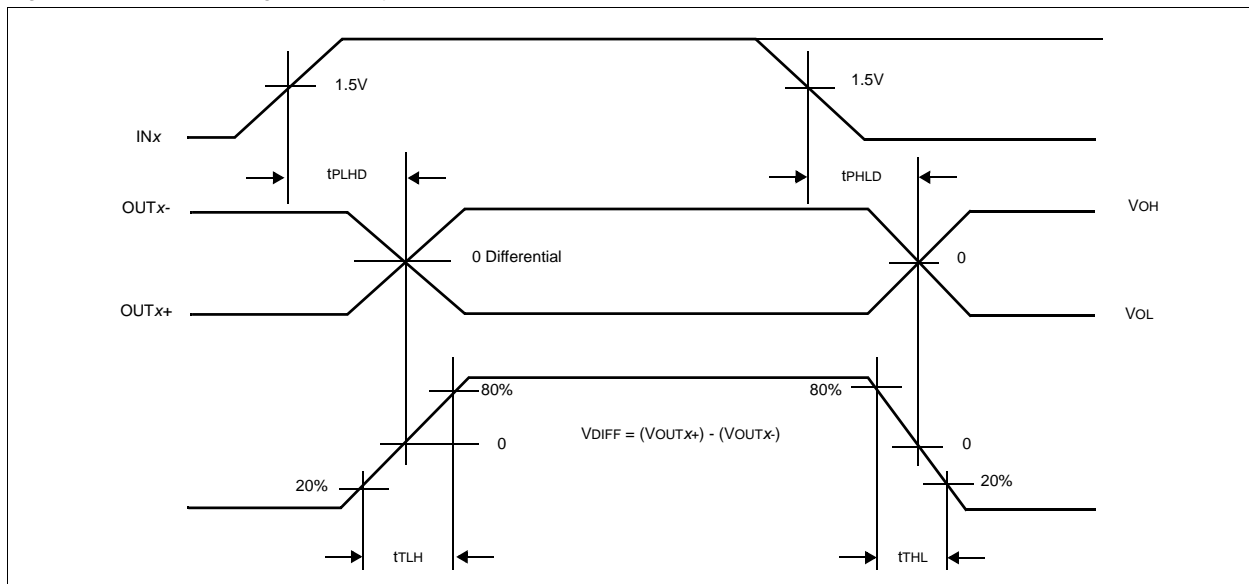 1.5V
1.5V
INx
tPLHD
tPHLD
OUTx-
VOH
0 Differential
0
OUTx+
VOL
80%
80%
VDIFF = (VOUTx+) - (VOUTx-)
0
0
20%
20%
tTLH
tTHL